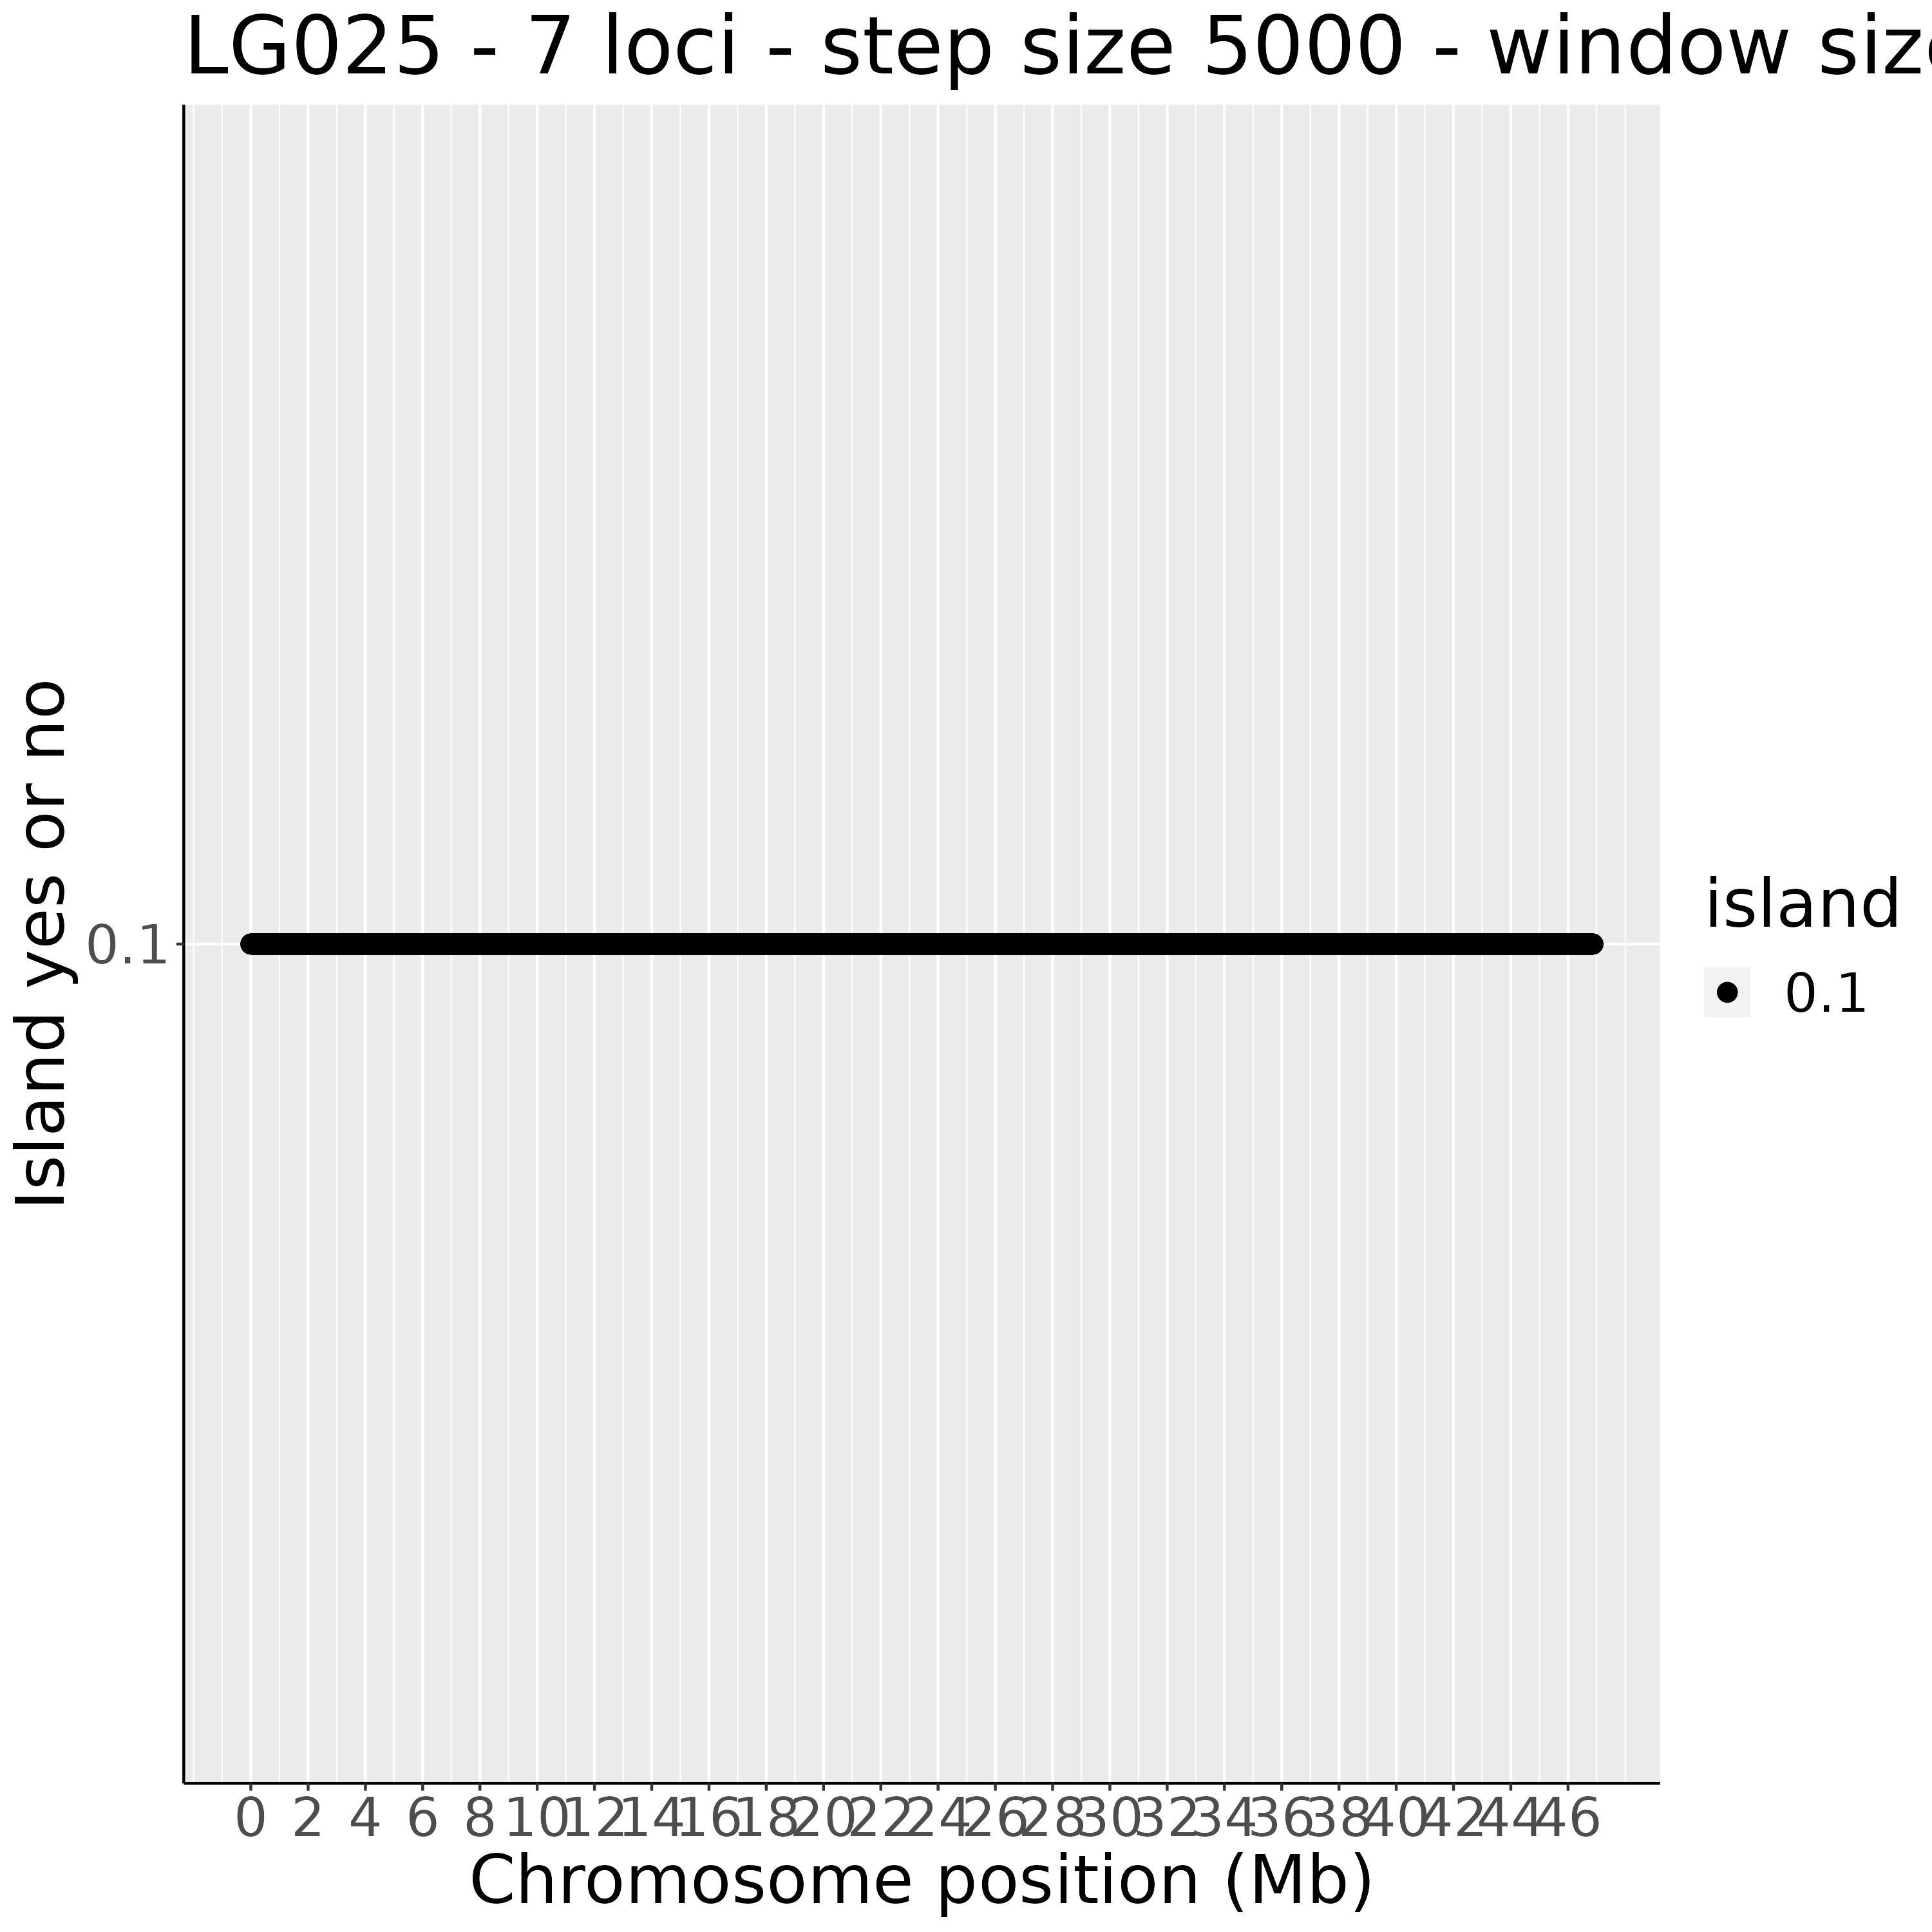 LG025 - 7 loci - step size 5000 - window size
Island yes or no
0.1
island
0.1
0 2 4 6 8 10 12 14 16 18 20 22 24 26 28 30 32 34 36 38 40 42 44 46
Chromosome position (Mb)